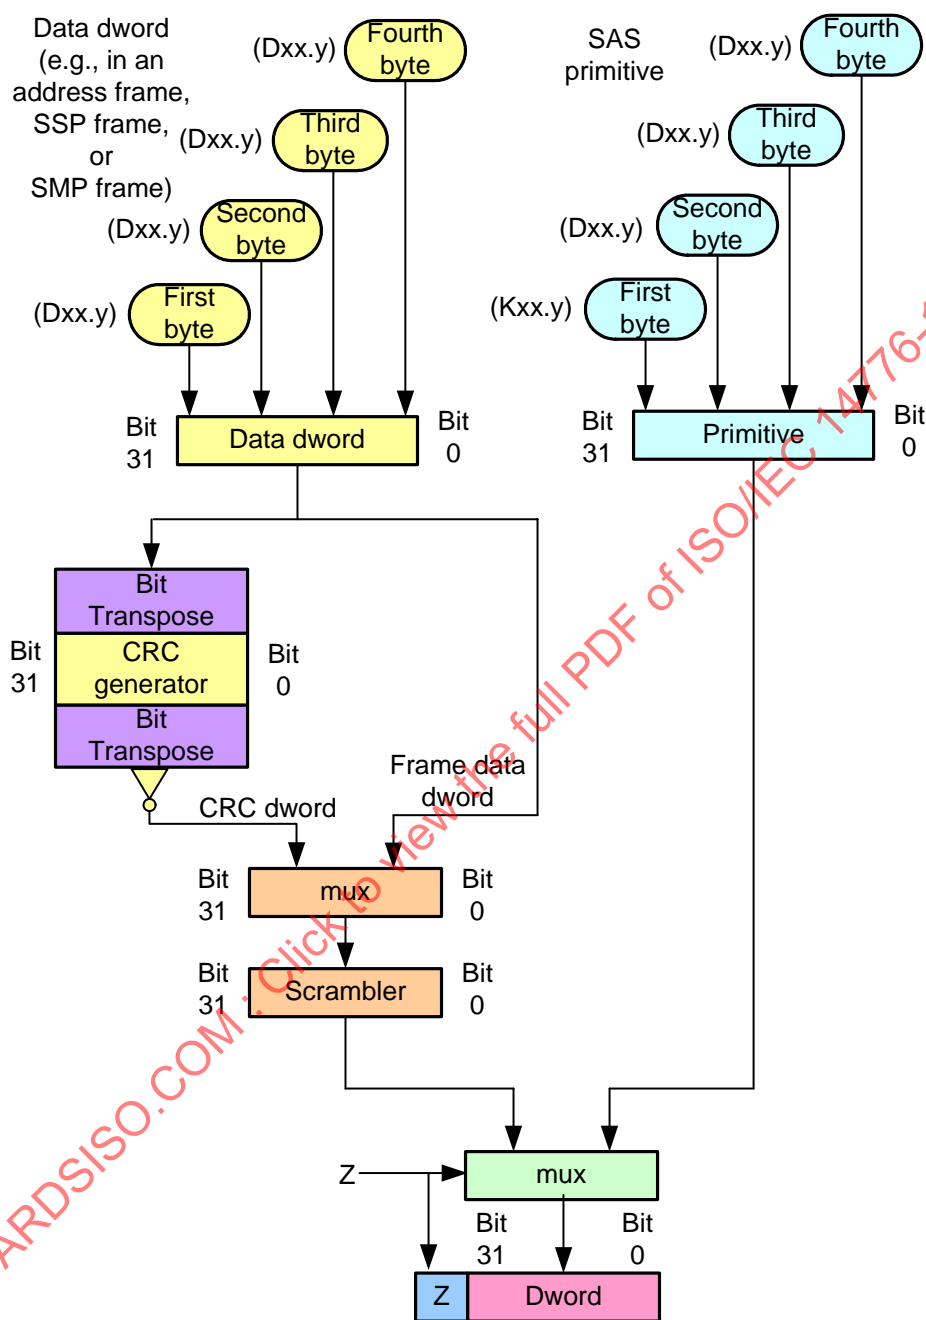 Data dword
(e.g., in an
address frame,
SSP frame,
or
SMP frame)
(Dxx.y)
Fourth
byte
(Dxx.y)
Third
byte
(Dxx.y)
Second
byte
(Dxx.y)
First
byte
SAS
primitive
(Dxx.y)
Fourth
byte
(Dxx.y)
Third
byte
(Dxx.y)
Second
byte
(Kxx.y)
First
byte
Bit
31
Data dword
Bit
0
Bit
31
Primitive
Bit
0
Bit
Transpose
Bit
31
CRC
generator
Bit
0
Bit
Transpose
CRC dword
Frame data
dword
Bit
31
mux
Bit
0
Bit
31
Scrambler
Bit
0
Z
mux
Bit
31
Bit
0
Z
Dword
ARDSISO.COM : Click to view the full PDF of ISO/IEC 14776-